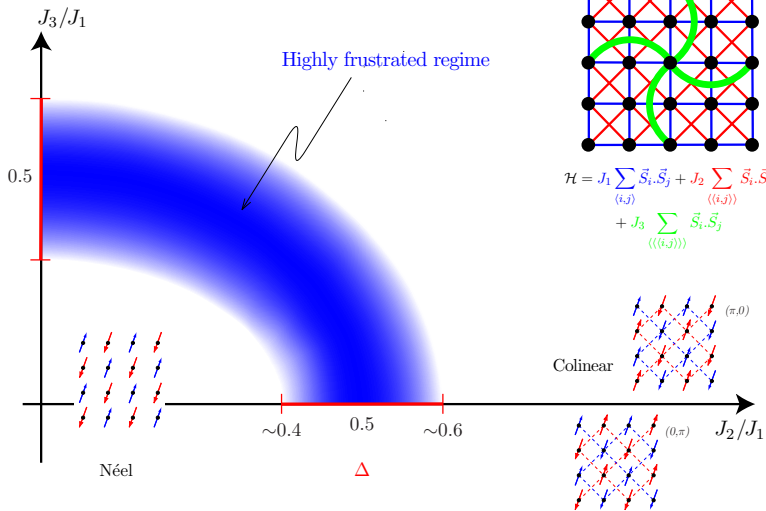 J₃/J₁
Highly frustrated regime
0.5
ℋ = J₁ ∑ S⃗ᵢ.S⃗ⱼ + J₂ ∑ S⃗ᵢ.S
⟨i,j⟩ ⟨⟨i,j⟩⟩
+ J₃ ∑ S⃗ᵢ.S⃗ⱼ
⟨⟨⟨i,j⟩⟩⟩
(π,0)
Colinear
∼0.4
0.5
∼0.6
J₂/J₁
(0,π)
Néel
Δ